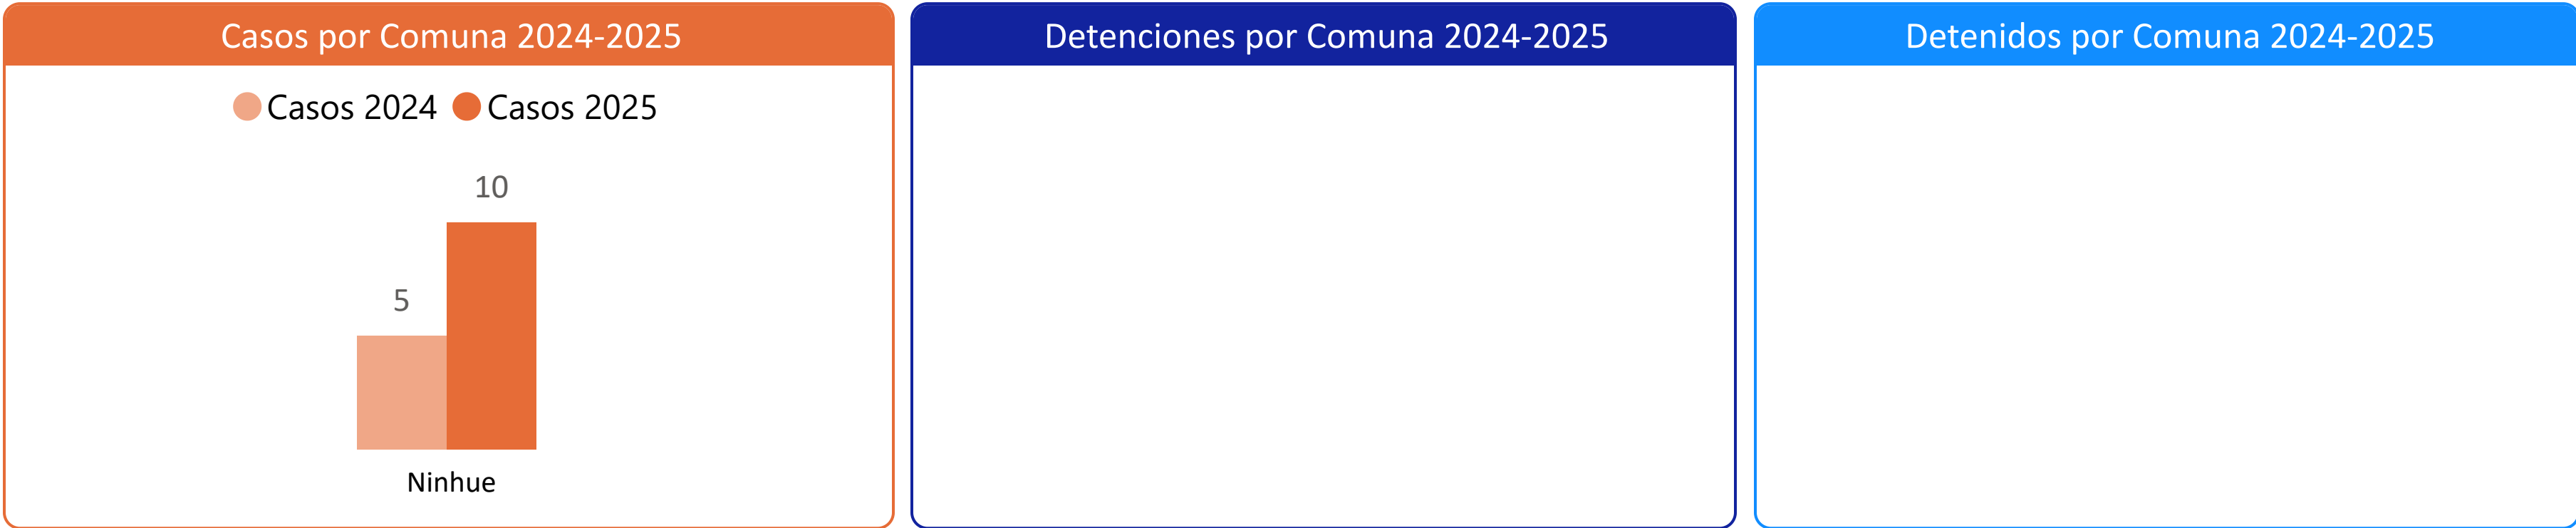 Casos por Comuna 2024-2025
Casos 2024 Casos 2025
10
5
Ninhue
Detenciones por Comuna 2024-2025
Detenidos por Comuna 2024-2025